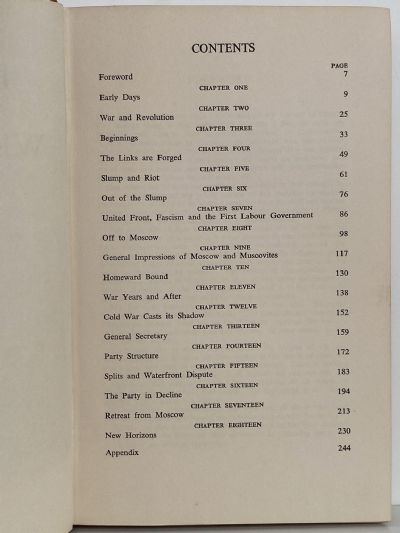 CONTENTS
PAGE
Foreword 7
CHAPTER ONE
Early Days 9
CHAPTER TWO
War and Revolution 25
CHAPTER THREE
Beginnings 33
CHAPTER FOUR
The Links are Forged 49
CHAPTER FIVE
Slump and Riot 61
CHAPTER SIX
Out of the Slump 76
CHAPTER SEVEN
United Front, Fascism and the First Labour Government 86
CHAPTER EIGHT
Off to Moscow 98
CHAPTER NINE
General Impressions of Moscow and Muscovites 117
CHAPTER TEN
Homeward Bound 130
CHAPTER ELEVEN
War Years and After 138
CHAPTER TWELVE
Cold War Casts its Shadow 152
CHAPTER THIRTEEN
General Secretary 159
CHAPTER FOURTEEN
Party Structure 172
CHAPTER FIFTEEN
Splits and Waterfront Dispute 183
CHAPTER SIXTEEN
The Party in Decline 194
CHAPTER SEVENTEEN
Retreat from Moscow 213
CHAPTER EIGHTEEN
New Horizons 230
Appendix 244